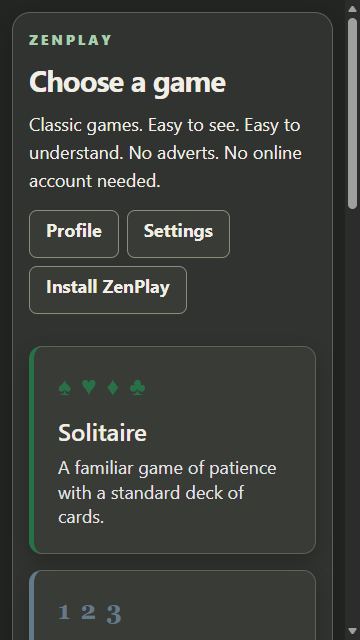 ZENPLAY
Choose a game
Classic games. Easy to see. Easy to
understand. No adverts. No online
account needed.
Profile
Settings
Install ZenPlay
♠ ♥ ♦ ♣
Solitaire
A familiar game of patience
with a standard deck of
cards.
1 2 3